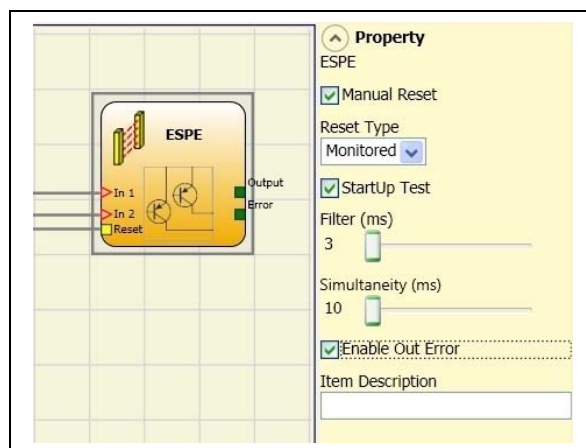 ESPE
In 1
In 2
Reset
Output
Error
Property
ESPE
Manual Reset
Reset Type
Monitored
StartUp Test
Filter (ms)
3
Simultaneity (ms)
10
Enable Out Error
Item Description